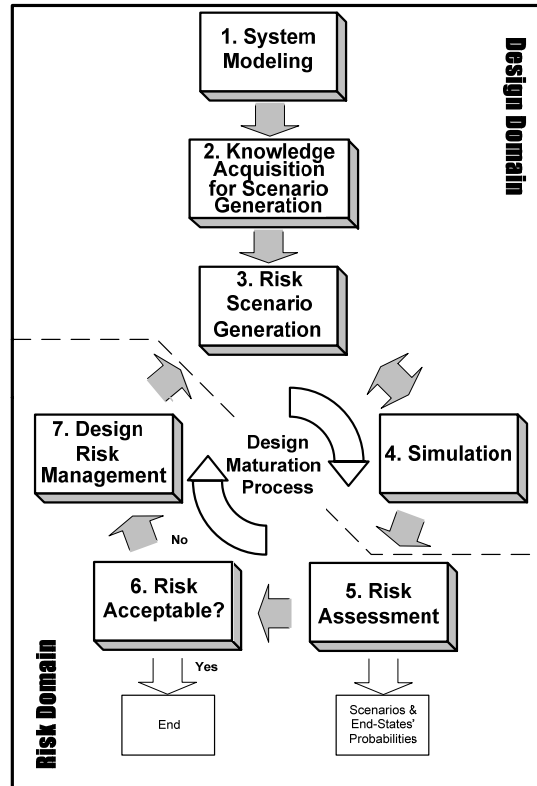 1. System
Modeling
Design Domain
2. Knowledge
Acquisition
for Scenario
Generation
3. Risk
Scenario
Generation
7. Design
Risk
Management
Design
Maturation
Process
4. Simulation
No
6. Risk
Acceptable?
5. Risk
Assessment
Yes
Risk Domain
End
Scenarios &
End-States'
Probabilities